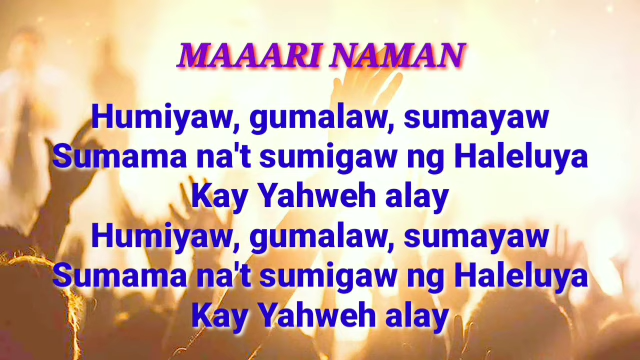 MAAARI NAMAN
Humiyaw, gumalaw, sumayaw
Sumama na't sumigaw ng Haleluya
Kay Yahweh alay
Humiyaw, gumalaw, sumayaw
Sumama na't sumigaw ng Haleluya
Kay Yahweh alay